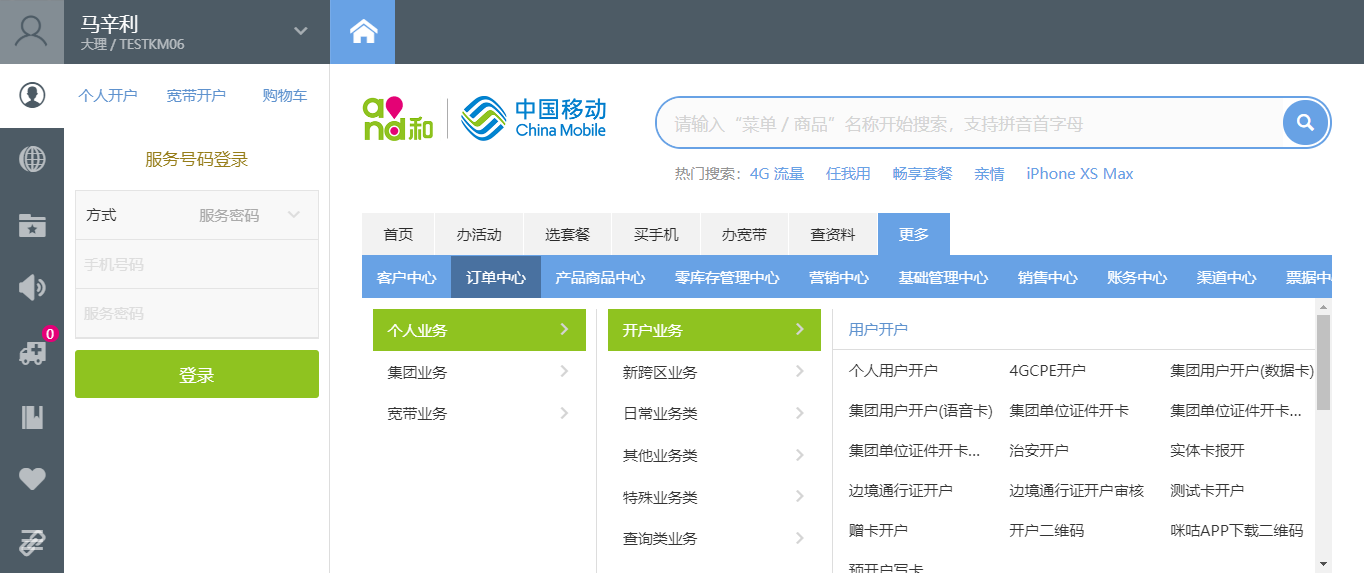 马辛利
大理 / TESTKM06
个人开户 宽带开户 购物车
服务号码登录
方式 服务密码
手机号码
服务密码
登录
0
and和 中国移动
China Mobile
请输入“菜单 / 商品”名称开始搜索，支持拼音首字母
热门搜索: 4G 流量 任我用 畅享套餐 亲情 iPhone XS Max
首页 办活动 选套餐 买手机 办宽带 查资料 更多
客户中心 订单中心 产品商品中心 零库存管理中心 营销中心 基础管理中心 销售中心 账务中心 渠道中心 票据中
个人业务 开户业务 用户开户
集团业务 新跨区业务 个人用户开户 4GCPE开户 集团用户开户(数据卡)
宽带业务 日常业务类 集团用户开户(语音卡) 集团单位证件开卡 集团单位证件开卡...
其他业务类 集团单位证件开卡... 治安开户 实体卡报开
特殊业务类 边境通行证开户 边境通行证开户审核 测试卡开户
查询类业务 赠卡开户 开户二维码 咪咕APP下载二维码
预开户写卡